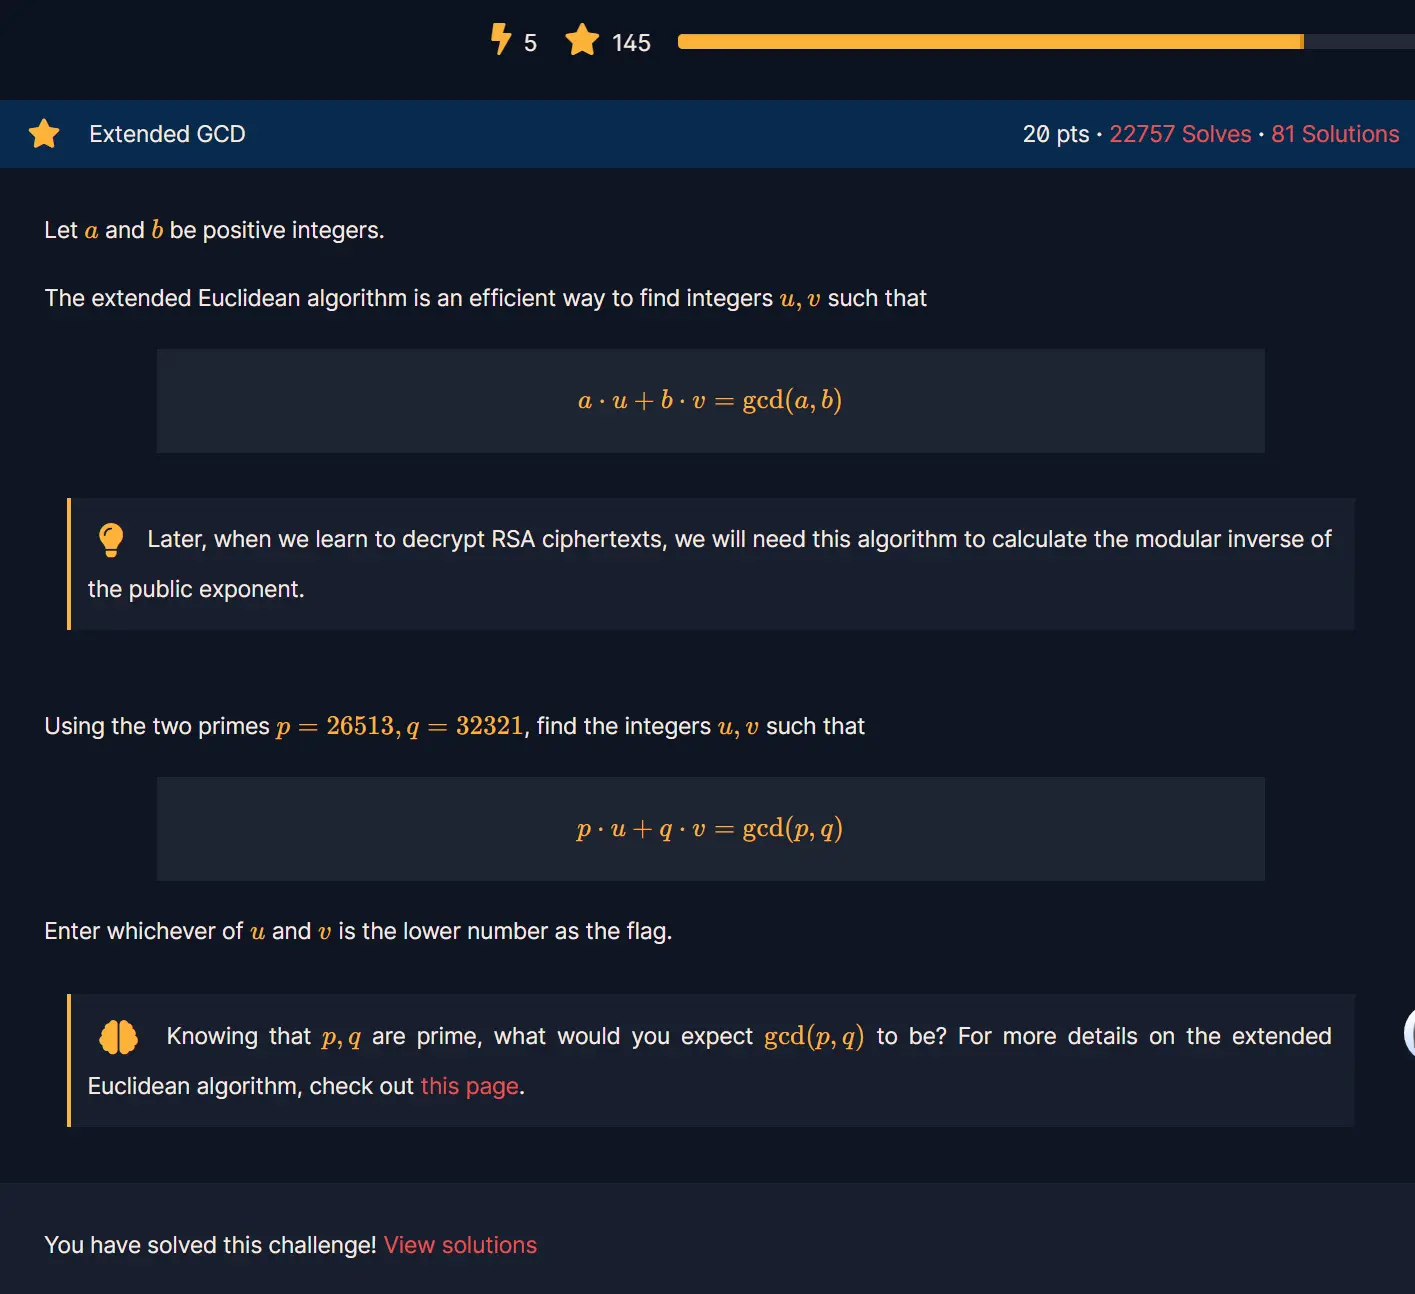 5 145
Extended GCD 20 pts · 22757 Solves · 81 Solutions
Let a and b be positive integers.
The extended Euclidean algorithm is an efficient way to find integers u, v such that
a · u + b · v = gcd(a, b)
Later, when we learn to decrypt RSA ciphertexts, we will need this algorithm to calculate the modular inverse of
the public exponent.
Using the two primes p = 26513, q = 32321, find the integers u, v such that
p · u + q · v = gcd(p, q)
Enter whichever of u and v is the lower number as the flag.
Knowing that p, q are prime, what would you expect gcd(p, q) to be? For more details on the extended
Euclidean algorithm, check out this page.
You have solved this challenge! View solutions